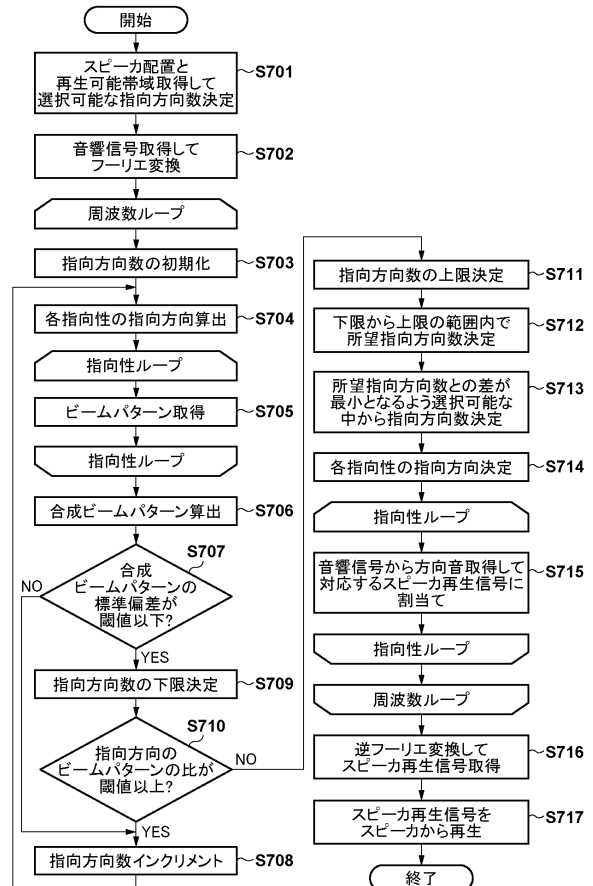 開始
スピーカ配置と
再生可能帯域取得して
選択可能な指向方向数決定
S701
音響信号取得して
フーリエ変換
S702
周波数ループ
指向方向数の初期化
S703
各指向性の指向方向算出
S704
指向性ループ
ビームパターン取得
S705
指向性ループ
合成ビームパターン算出
S706
S707
合成
ビームパターンの
標準偏差が
閾値以下?
NO
YES
指向方向数の下限決定
S709
S710
指向方向の
ビームパターンの比が
閾値以上?
NO
YES
指向方向数インクリメント
S708
指向方向数の上限決定
S711
下限から上限の範囲内で
所望指向方向数決定
S712
所望指向方向数との差が
最小となるよう選択可能な
中から指向方向数決定
S713
各指向性の指向方向決定
S714
指向性ループ
音響信号から方向音取得して
対応するスピーカ再生信号に
割当て
S715
指向性ループ
周波数ループ
逆フーリエ変換して
スピーカ再生信号取得
S716
スピーカ再生信号を
スピーカから再生
S717
終了